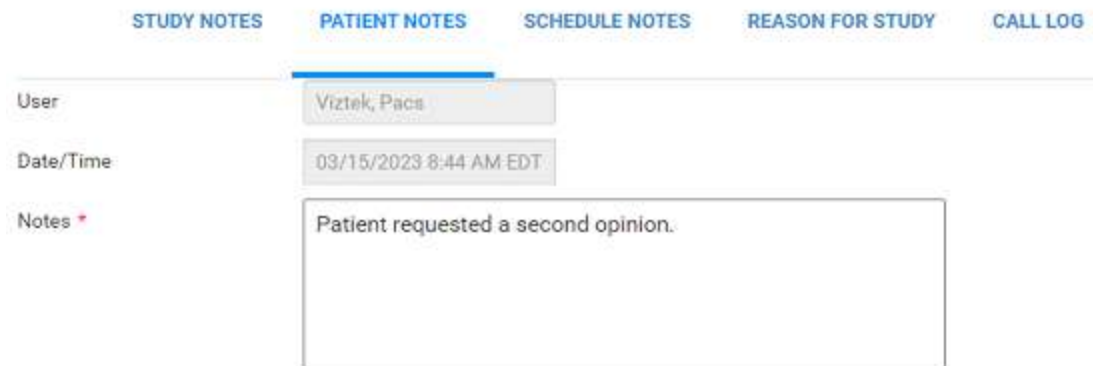 STUDY NOTES PATIENT NOTES SCHEDULE NOTES REASON FOR STUDY CALL LOG
User Viztek, Pacs
Date/Time 03/15/2023 8:44 AM EDT
Notes * Patient requested a second opinion.